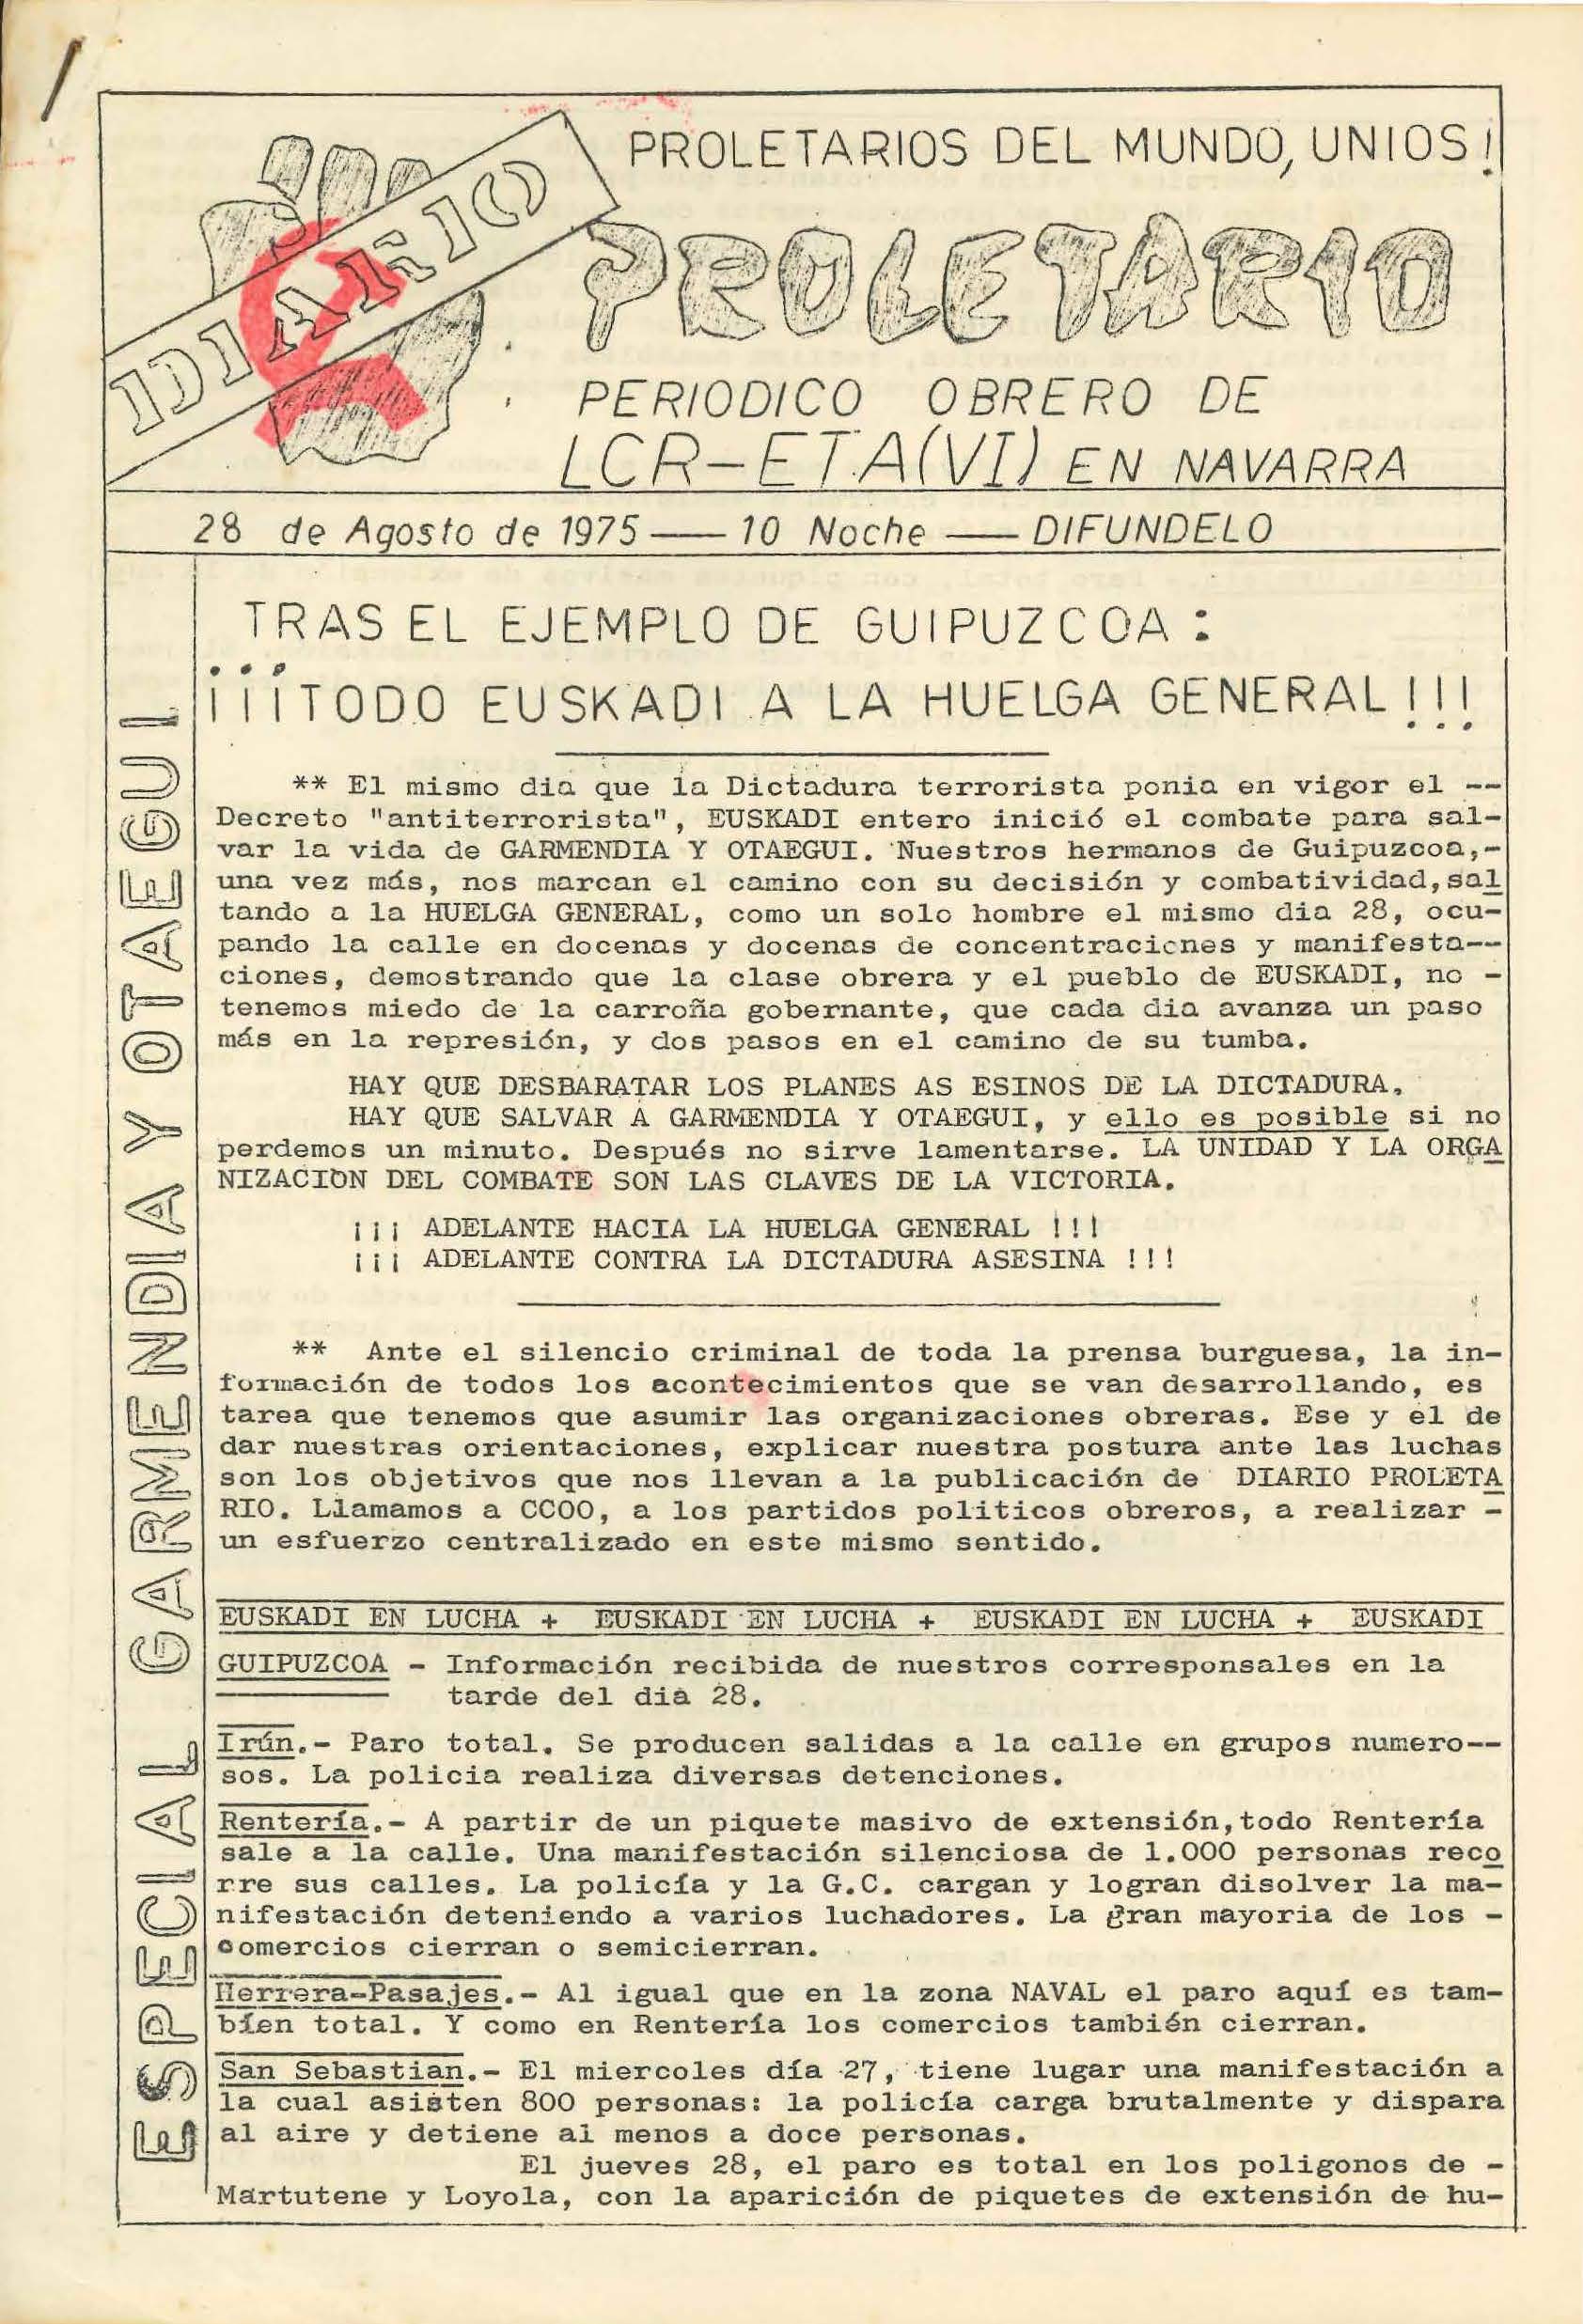 PROLETARIOS DEL MUNDO, UNIOS!
DIARIO
PROLETARIO
PERIODICO OBRERO DE
LCR-ETA(VI) EN NAVARRA
28 de Agosto de 1975 — 10 Noche — DIFUNDELO
ESPECIAL GARMENDIA Y OTAEGUI
TRAS EL EJEMPLO DE GUIPUZCOA :
¡¡¡TODO EUSKADI A LA HUELGA GENERAL!!!
** El mismo dia que la Dictadura terrorista ponia en vigor el --
Decreto "antiterrorista", EUSKADI entero inició el combate para sal-
var la vida de GARMENDIA Y OTAEGUI. Nuestros hermanos de Guipuzcoa,-
una vez más, nos marcan el camino con su decisión y combatividad,sal
tando a la HUELGA GENERAL, como un solo hombre el mismo dia 28, ocu-
pando la calle en docenas y docenas de concentraciones y manifesta--
ciones, demostrando que la clase obrera y el pueblo de EUSKADI, no -
tenemos miedo de la carroña gobernante, que cada dia avanza un paso
más en la represión, y dos pasos en el camino de su tumba.
HAY QUE DESBARATAR LOS PLANES AS ESINOS DE LA DICTADURA.
HAY QUE SALVAR A GARMENDIA Y OTAEGUI, y ello es posible si no
perdemos un minuto. Después no sirve lamentarse. LA UNIDAD Y LA ORGA
NIZACION DEL COMBATE SON LAS CLAVES DE LA VICTORIA.
¡¡¡ ADELANTE HACIA LA HUELGA GENERAL !!!
¡¡¡ ADELANTE CONTRA LA DICTADURA ASESINA !!!
** Ante el silencio criminal de toda la prensa burguesa, la in-
formación de todos los acontecimientos que se van desarrollando, es
tarea que tenemos que asumir las organizaciones obreras. Ese y el de
dar nuestras orientaciones, explicar nuestra postura ante las luchas
son los objetivos que nos llevan a la publicación de DIARIO PROLETA
RIO. Llamamos a CCOO, a los partidos politicos obreros, a realizar -
un esfuerzo centralizado en este mismo sentido.
EUSKADI EN LUCHA + EUSKADI EN LUCHA + EUSKADI EN LUCHA + EUSKADI
GUIPUZCOA - Información recibida de nuestros corresponsales en la
tarde del dia 28.
Irún.- Paro total. Se producen salidas a la calle en grupos numero--
sos. La policia realiza diversas detenciones.
Rentería.- A partir de un piquete masivo de extensión,todo Rentería
sale a la calle. Una manifestación silenciosa de 1.000 personas reco
rre sus calles. La policía y la G.C. cargan y logran disolver la ma-
nifestación deteniendo a varios luchadores. La gran mayoria de los -
comercios cierran o semicierran.
Herrera-Pasajes.- Al igual que en la zona NAVAL el paro aquí es tam-
bíen total. Y como en Rentería los comercios también cierran.
San Sebastian.- El miercoles día 27, tiene lugar una manifestación a
la cual asisten 800 personas: la policía carga brutalmente y dispara
al aire y detiene al menos a doce personas.
El jueves 28, el paro es total en los poligonos de -
Martutene y Loyola, con la aparición de piquetes de extensión de hu-